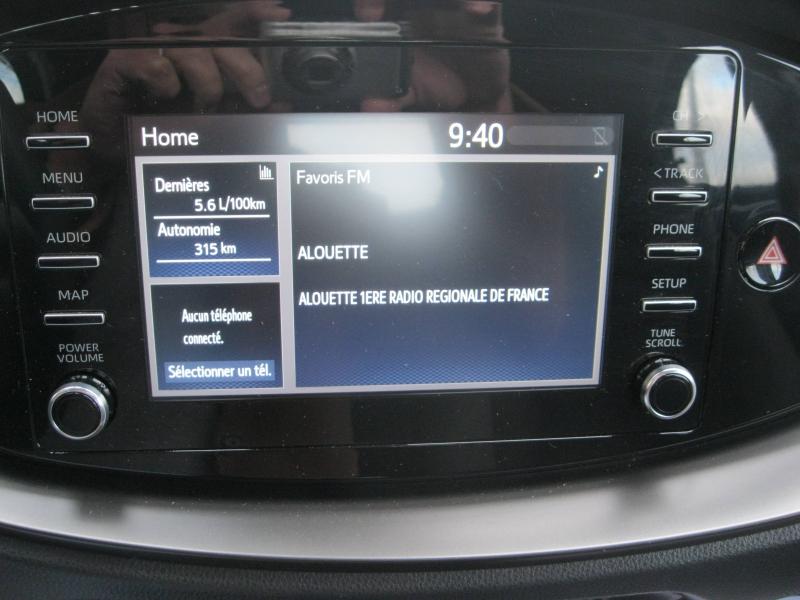 HOME
MENU
AUDIO
MAP
POWER
VOLUME
Home
9:40
Dernières
5.6 L/100km
Autonomie
315 km
Aucun téléphone
connecté.
Sélectionner un tél.
Favoris FM
ALOUETTE
ALOUETTE 1ERE RADIO REGIONALE DE FRANCE
CH >
< TRACK
PHONE
SETUP
TUNE
SCROLL